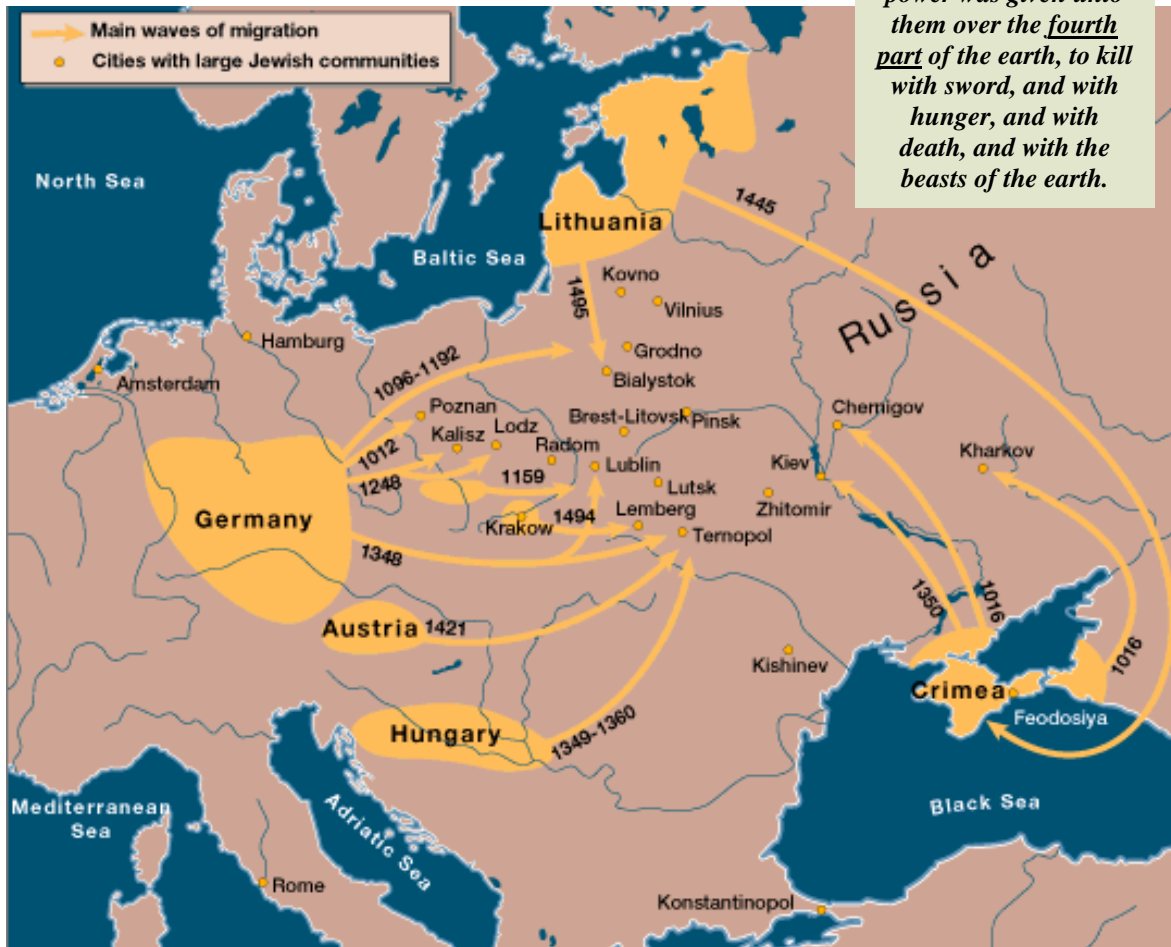 power was given unto
them over the fourth
part of the earth, to kill
with sword, and with
hunger, and with
death, and with the
beasts of the earth.
Main waves of migration
Cities with large Jewish communities
North Sea
Baltic Sea
Lithuania
1445
Russia
Kovno
Vilnius
1495
Hamburg
Grodno
Amsterdam
1096-1192
Bialystok
Poznan
Brest-Litovsk
Pinsk
Chernigov
Kalisz
Lodz
Radom
1012
Lublin
Kiev
Kharkov
1248
1159
Lutsk
Zhitomir
Germany
Krakow
1494
Lemberg
Ternopol
1348
1350
1016
Austria
1421
Kishinev
1016
Crimea
Feodosiya
Hungary
1349-1360
Mediterranean
Sea
Adriatic Sea
Black Sea
Rome
Konstantinopol